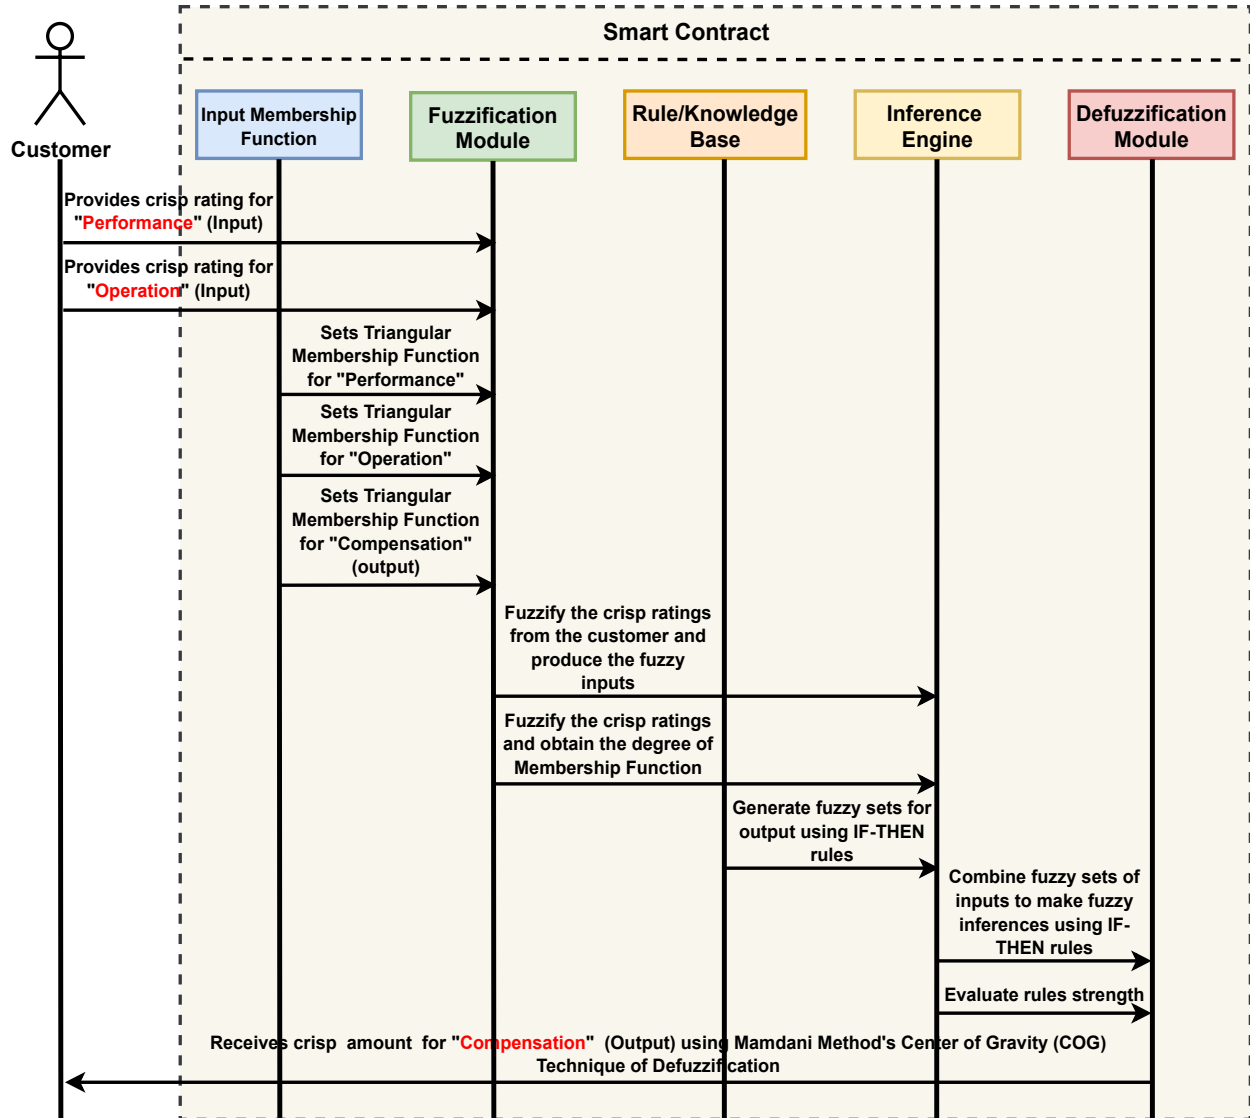 Smart Contract
Customer
Input Membership
Function
Fuzzification
Module
Rule/Knowledge
Base
Inference
Engine
Defuzzification
Module
Provides crisp rating for
"Performance" (Input)
Provides crisp rating for
"Operation" (Input)
Sets Triangular
Membership Function
for "Performance"
Sets Triangular
Membership Function
for "Operation"
Sets Triangular
Membership Function
for "Compensation"
(output)
Fuzzify the crisp ratings
from the customer and
produce the fuzzy
inputs
Fuzzify the crisp ratings
and obtain the degree of
Membership Function
Generate fuzzy sets for
output using IF-THEN
rules
Combine fuzzy sets of
inputs to make fuzzy
inferences using IF-
THEN rules
Evaluate rules strength
Receives crisp amount for "Compensation" (Output) using Mamdani Method's Center of Gravity (COG)
Technique of Defuzzification